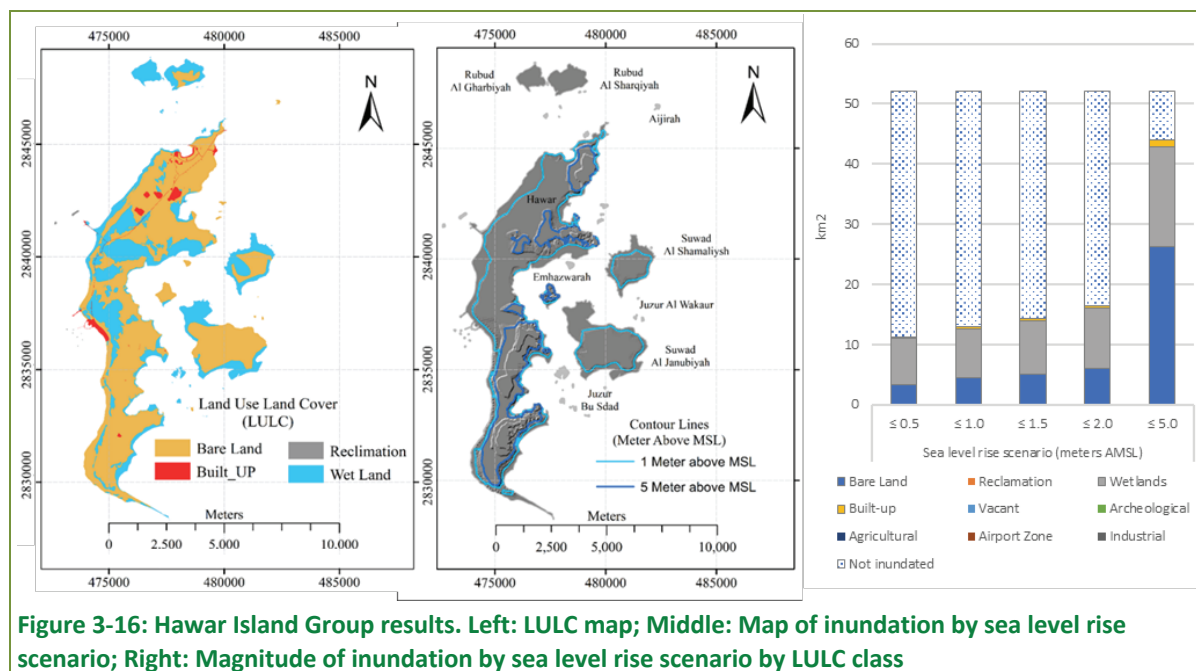 475000 480000 485000
N
2845000
2840000
2835000
2830000
Land Use Land Cover
(LULC)
Bare Land
Reclimation
Built_UP
Wet Land
Meters
0 2,500 5,000 10,000
475000 480000 485000
475000 480000 485000
N
Rubud
Al Gharbiyah
Rubud
Al Sharqiyah
Aijirah
Hawar
Suwad
Al Shamaliysh
Emhazwarah
Juzur Al Wakaur
Suwad
Al Janubiyah
Juzur
Bu Sdad
2845000
2840000
2835000
2830000
Contour Lines
(Meter Above MSL)
1 Meter above MSL
5 Meter above MSL
Meters
0 2,500 5,000 10,000
475000 480000 485000
60
50
40
30
20
10
0
km2
≤ 0.5 ≤ 1.0 ≤ 1.5 ≤ 2.0 ≤ 5.0
Sea level rise scenario (meters AMSL)
Bare Land Reclamation Wetlands
Built-up Vacant Archeological
Agricultural Airport Zone Industrial
Not inundated
Figure 3-16: Hawar Island Group results. Left: LULC map; Middle: Map of inundation by sea level rise
scenario; Right: Magnitude of inundation by sea level rise scenario by LULC class